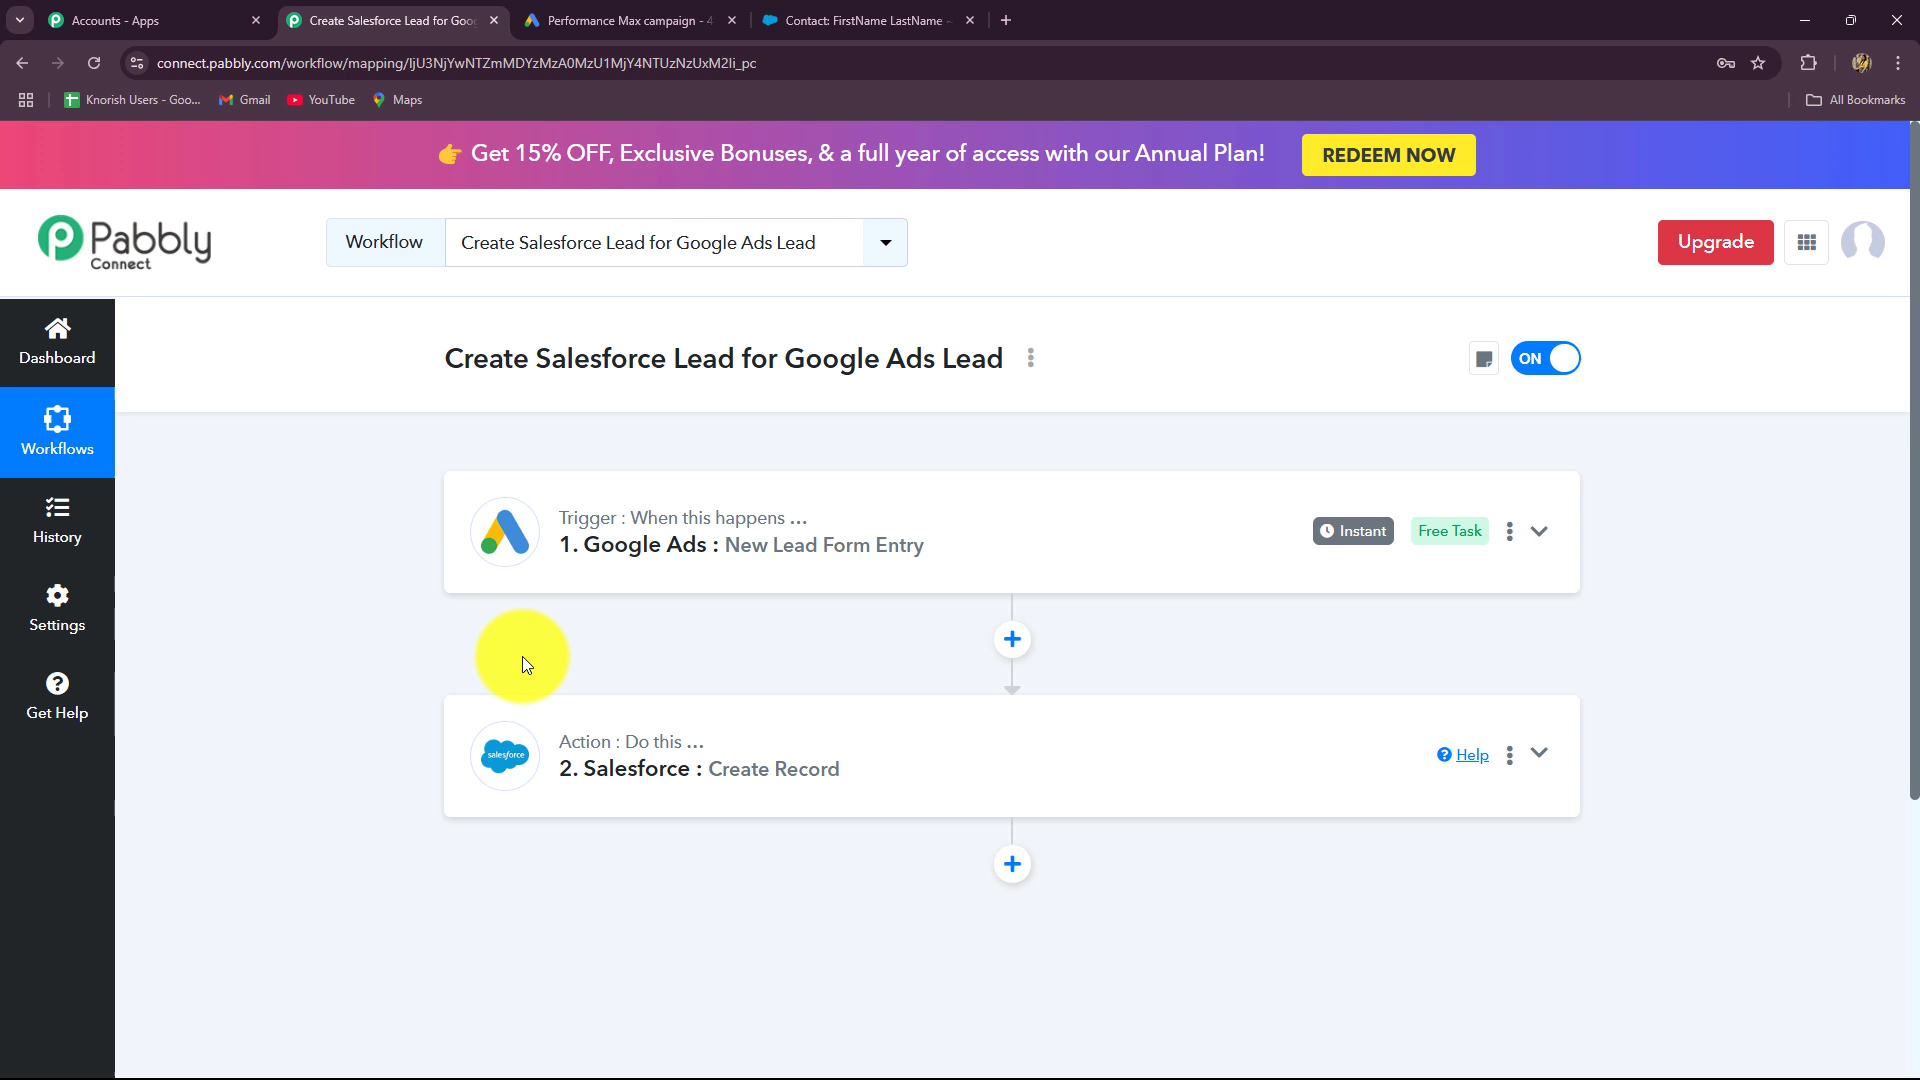 Accounts - Apps
Create Salesforce Lead for Goo
Performance Max campaign - 4
Contact: FirstName LastName -
connect.pabbly.com/workflow/mapping/IjU3NjYwNTZmMDYzMzA0MzU1MjY4NTUzNzUxM2Ii_pc
Knorish Users - Goo...
Gmail
YouTube
Maps
All Bookmarks
👉 Get 15% OFF, Exclusive Bonuses, & a full year of access with our Annual Plan!
REDEEM NOW
Pabbly
Connect
Workflow
Create Salesforce Lead for Google Ads Lead
Upgrade
Dashboard
Workflows
History
Settings
Get Help
Create Salesforce Lead for Google Ads Lead
ON
Trigger : When this happens ...
1. Google Ads : New Lead Form Entry
Instant
Free Task
salesforce
Action : Do this ...
2. Salesforce : Create Record
Help